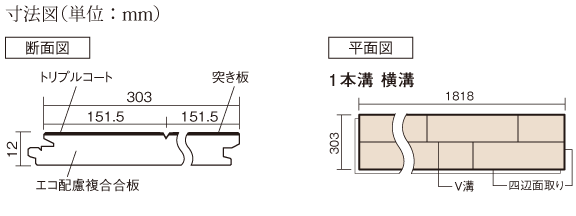 寸法図(単位：mm)
断面図
トリプルコート
突き板
303
151.5
151.5
12
エコ配慮複合合板
平面図
1本溝 横溝
1818
303
V溝
四辺面取り